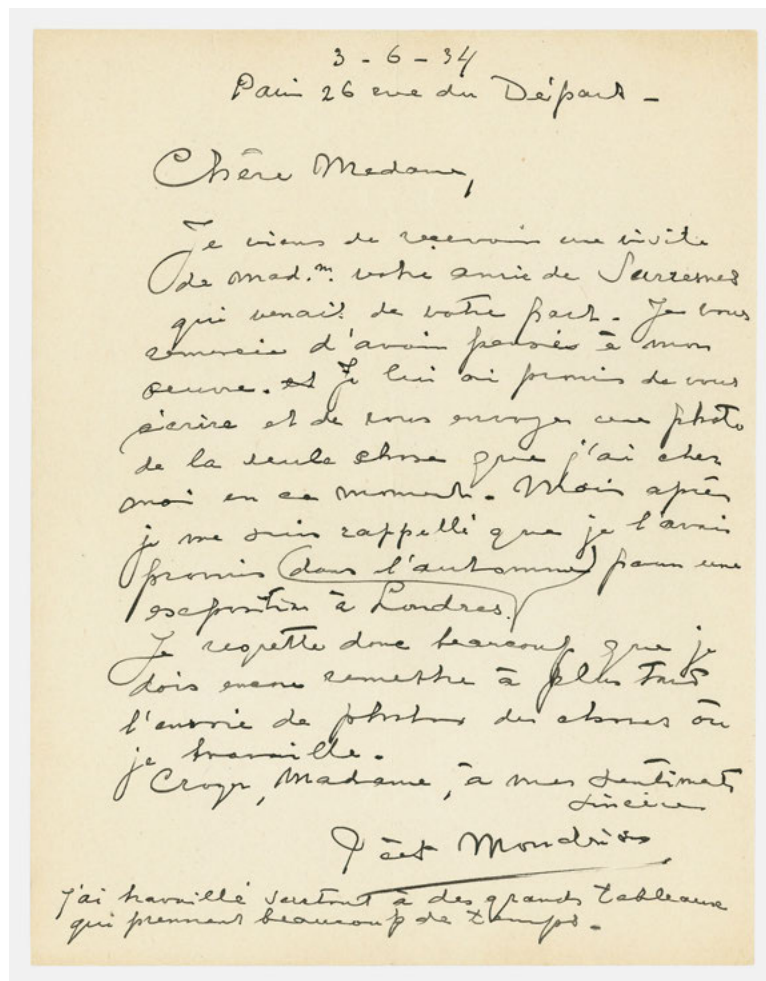 3 - 6 - 34
Paris 26 rue du Départ -
Chère Madame,
Je viens de recevoir une visite
de mad.m votre amie de Suresnes
qui venait de votre part. Je vous
remercie d'avoir pensée à mon
oeuvre. et Je lui ai promis de vous
écrire et de vous envoyer une photo
de la seule chose que j'ai chez
moi en ce moment. Mais après
je me suis rappellé que je l'avais
promis (dans l'automne) pour une
exposition à Londres.
Je regrette donc beaucoup que je
dois encore remettre à plus tard
l'envoie de photos des choses où
je travaille.
Croyez, Madame, à mes sentiments
sincères
Piet Mondrian
j'ai travaillé surtout à des grands tableaux
qui prennent beaucoup de temps.